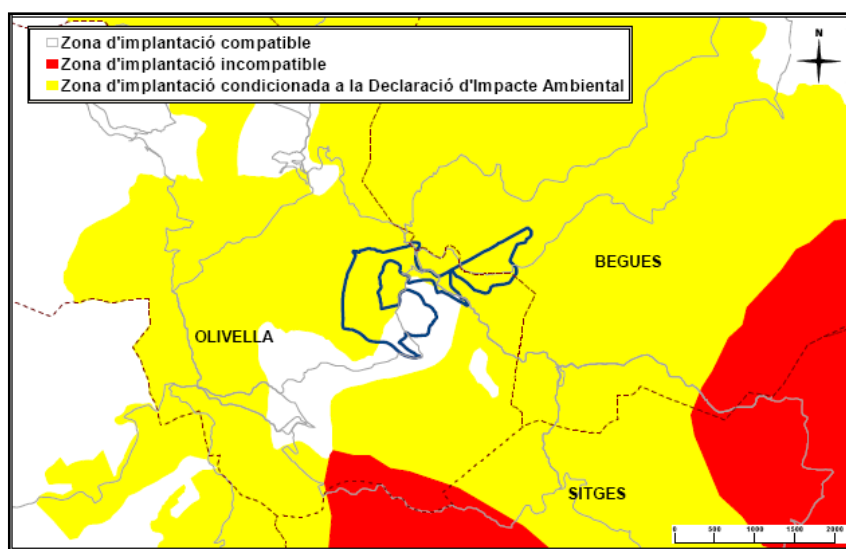 Zona d'implantació compatible
Zona d'implantació incompatible
Zona d'implantació condicionada a la Declaració d'Impacte Ambiental
N
BEGUES
OLIVELLA
SITGES
0 500 1000 1500 2000